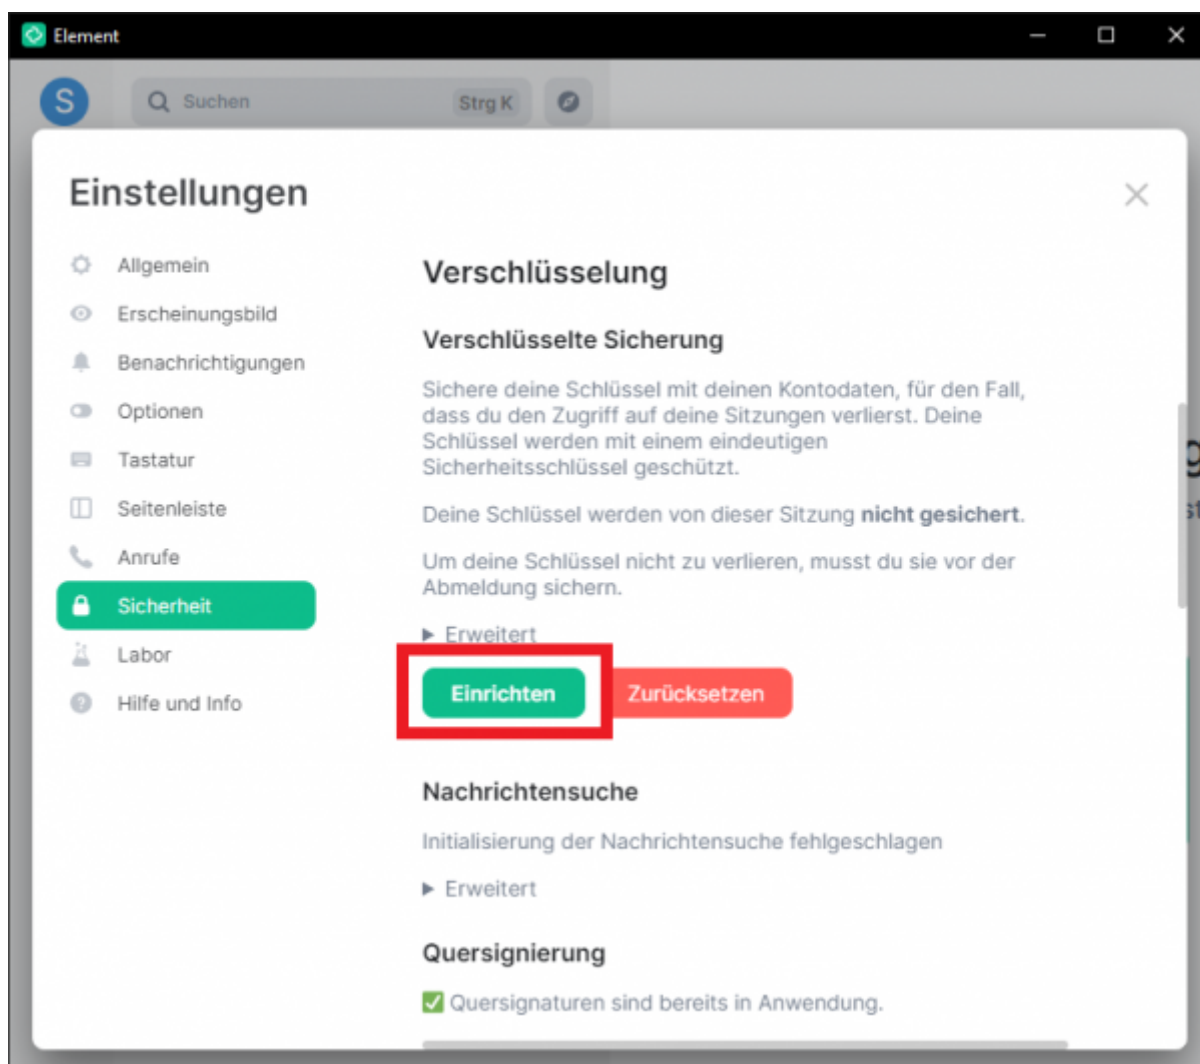 Element
S
Suchen
Strg K
Einstellungen
Allgemein
Erscheinungsbild
Benachrichtigungen
Optionen
Tastatur
Seitenleiste
Anrufe
Sicherheit
Labor
Hilfe und Info
Verschlüsselung
Verschlüsselte Sicherung
Sichere deine Schlüssel mit deinen Kontodaten, für den Fall,
dass du den Zugriff auf deine Sitzungen verlierst. Deine
Schlüssel werden mit einem eindeutigen
Sicherheitsschlüssel geschützt.
Deine Schlüssel werden von dieser Sitzung nicht gesichert.
Um deine Schlüssel nicht zu verlieren, musst du sie vor der
Abmeldung sichern.
Erweitert
Einrichten
Zurücksetzen
Nachrichtensuche
Initialisierung der Nachrichtensuche fehlgeschlagen
Erweitert
Quersignierung
Quersignaturen sind bereits in Anwendung.